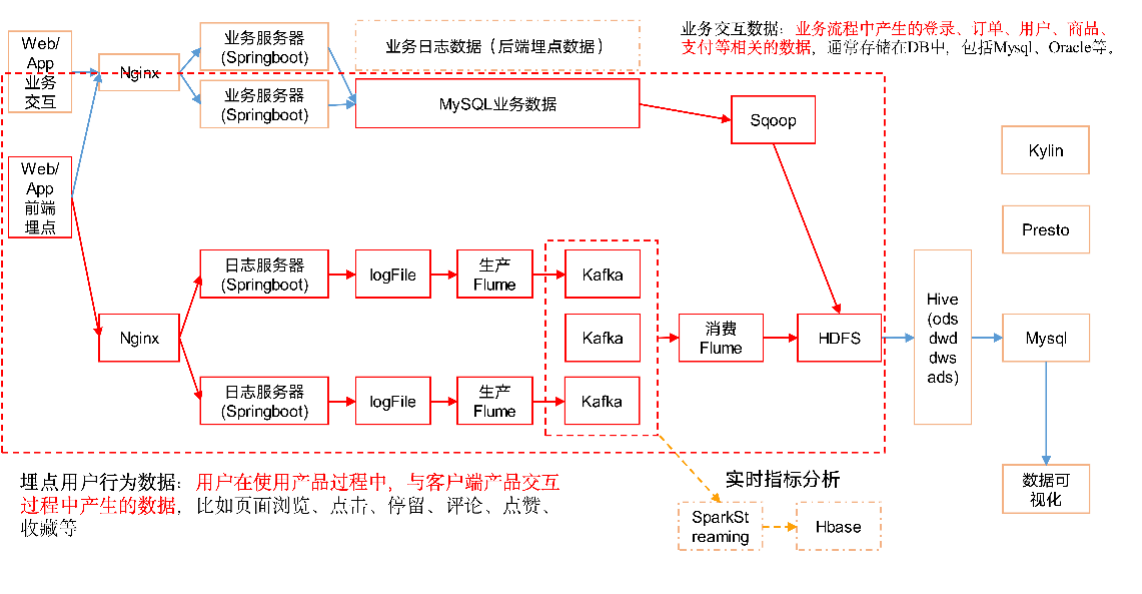 Web/
App
业务
交互
Nginx
业务服务器
(Springboot)
业务服务器
(Springboot)
业务日志数据（后端埋点数据）
MySQL业务数据
业务交互数据：业务流程中产生的登录、订单、用户、商品、
支付等相关的数据，通常存储在DB中，包括Mysql、Oracle等。
Sqoop
Web/
App
前端
埋点
Nginx
日志服务器
(Springboot)
logFile
生产
Flume
Kafka
Kafka
日志服务器
(Springboot)
logFile
生产
Flume
Kafka
消费
Flume
HDFS
Hive
(ods
dwd
dws
ads)
Kylin
Presto
Mysql
数据可
视化
埋点用户行为数据：用户在使用产品过程中，与客户端产品交互
过程中产生的数据，比如页面浏览、点击、停留、评论、点赞、
收藏等
实时指标分析
SparkSt
reaming
Hbase